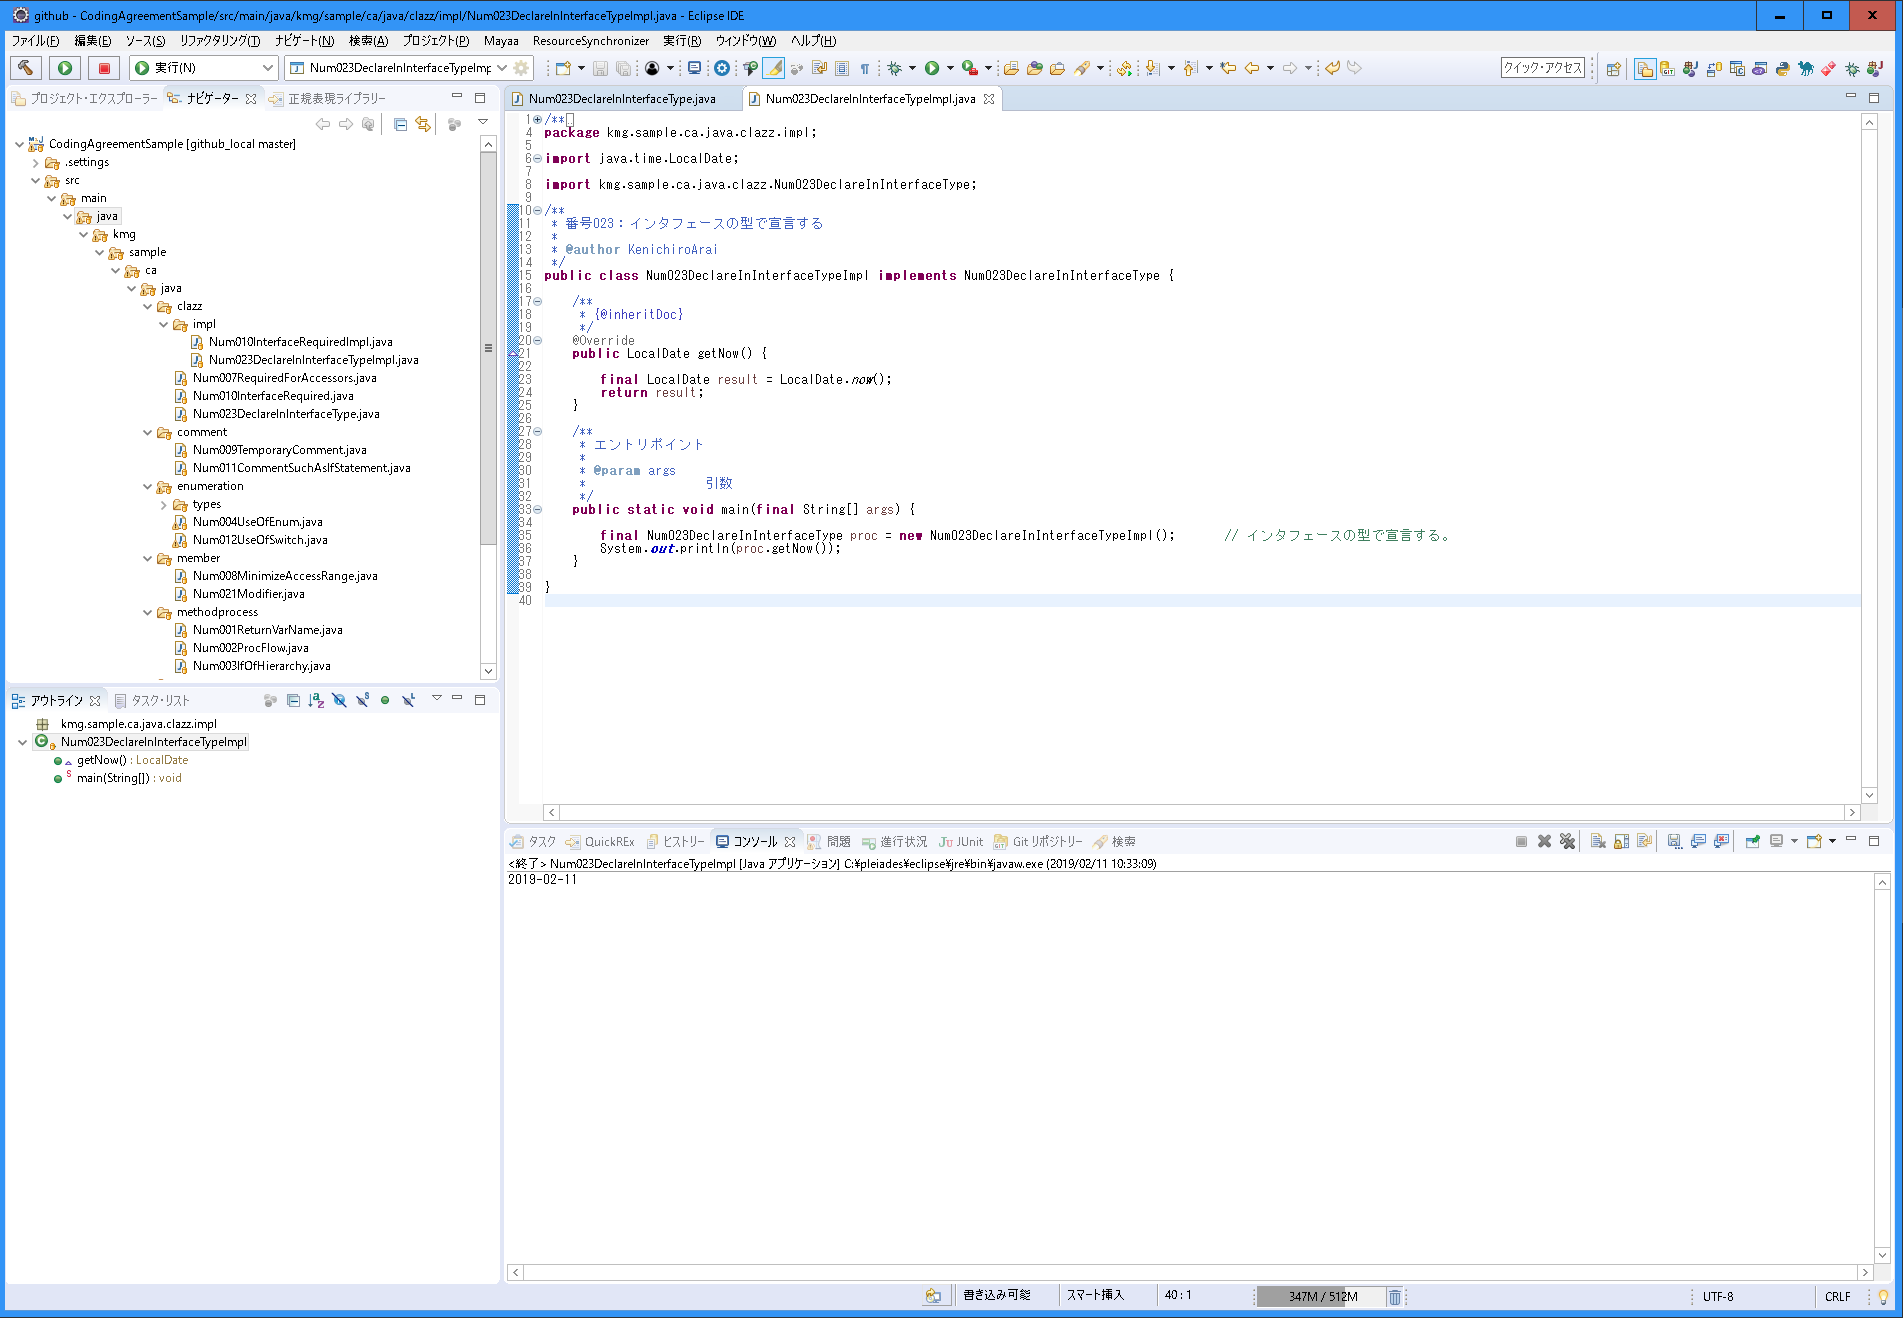 github - CodingAgreementSample/src/main/java/kmg/sample/ca/java/clazz/impl/Num023DeclareInInterfaceTypeImpl.java - Eclipse IDE
ファイル(F) 編集(E) ソース(S) リファクタリング(T) ナビゲート(N) 検索(A) プロジェクト(P) Mayaa ResourceSynchronizer 実行(R) ウィンドウ(W) ヘルプ(H)
実行(N) Num023DeclareInInterfaceTypeImp クイック・アクセス
プロジェクト・エクスプローラー ナビゲーター 正規表現ライブラリー
CodingAgreementSample [github_local master]
.settings
src
main
java
kmg
sample
ca
java
clazz
impl
Num010InterfaceRequiredImpl.java
Num023DeclareInInterfaceTypeImpl.java
Num007RequiredForAccessors.java
Num010InterfaceRequired.java
Num023DeclareInInterfaceType.java
comment
Num009TemporaryComment.java
Num011CommentSuchAsIfStatement.java
enumeration
types
Num004UseOfEnum.java
Num012UseOfSwitch.java
member
Num008MinimizeAccessRange.java
Num021Modifier.java
methodprocess
Num001ReturnVarName.java
Num002ProcFlow.java
Num003IfOfHierarchy.java
アウトライン タスク・リスト
kmg.sample.ca.java.clazz.impl
Num023DeclareInInterfaceTypeImpl
getNow() : LocalDate
main(String[]) : void
Num023DeclareInInterfaceType.java Num023DeclareInInterfaceTypeImpl.java
1 /**
4 package kmg.sample.ca.java.clazz.impl;
5
6 import java.time.LocalDate;
7
8 import kmg.sample.ca.java.clazz.Num023DeclareInInterfaceType;
9
10 /**
11 * 番号023：インタフェースの型で宣言する
12 *
13 * @author KenichiroArai
14 */
15 public class Num023DeclareInInterfaceTypeImpl implements Num023DeclareInInterfaceType {
16
17 /**
18 * {@inheritDoc}
19 */
20 @Override
21 public LocalDate getNow() {
22
23 final LocalDate result = LocalDate.now();
24 return result;
25 }
26
27 /**
28 * エントリポイント
29 *
30 * @param args
31 * 引数
32 */
33 public static void main(final String[] args) {
34
35 final Num023DeclareInInterfaceType proc = new Num023DeclareInInterfaceTypeImpl(); // インタフェースの型で宣言する。
36 System.out.println(proc.getNow());
37 }
38
39 }
40
タスク QuickREx ヒストリー コンソール 問題 進行状況 JUnit Git リポジトリー 検索
<終了> Num023DeclareInInterfaceTypeImpl [Java アプリケーション] C:¥pleiades¥eclipse¥jre¥bin¥javaw.exe (2019/02/11 10:33:09)
2019-02-11
書き込み可能 スマート挿入 40 : 1 347M / 512M UTF-8 CRLF